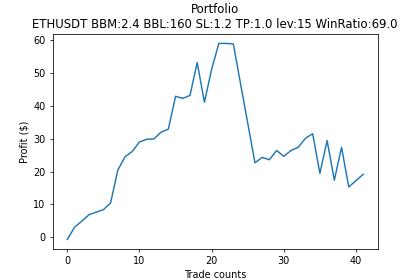 Portfolio
ETHUSDT BBM:2.4 BBL:160 SL:1.2 TP:1.0 lev:15 WinRatio:69.0
60
50
40
30
20
10
0
Profit ($)
0 10 20 30 40
Trade counts